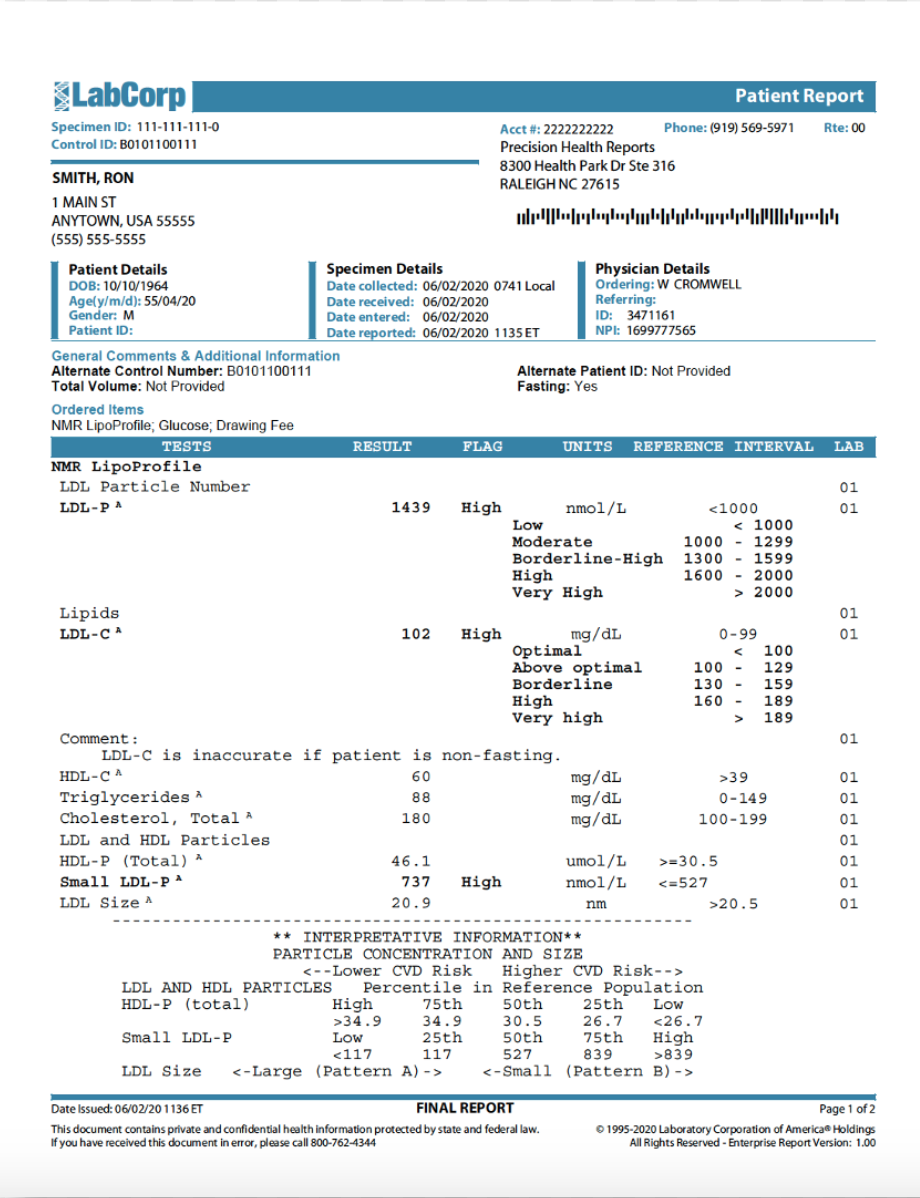 LabCorp
Patient Report
Specimen ID: 111-111-111-0
Control ID: B0101100111
Acct #: 2222222222 Phone: (919) 569-5971 Rte: 00
Precision Health Reports
8300 Health Park Dr Ste 316
RALEIGH NC 27615
SMITH, RON
1 MAIN ST
ANYTOWN, USA 55555
(555) 555-5555
Patient Details
DOB: 10/10/1964
Age(y/m/d): 55/04/20
Gender: M
Patient ID:
Specimen Details
Date collected: 06/02/2020 0741 Local
Date received: 06/02/2020
Date entered: 06/02/2020
Date reported: 06/02/2020 1135 ET
Physician Details
Ordering: W CROMWELL
Referring:
ID: 3471161
NPI: 1699777565
General Comments & Additional Information
Alternate Control Number: B0101100111 Alternate Patient ID: Not Provided
Total Volume: Not Provided Fasting: Yes
Ordered Items
NMR LipoProfile; Glucose; Drawing Fee
TESTS RESULT FLAG UNITS REFERENCE INTERVAL LAB
NMR LipoProfile
LDL Particle Number 01
LDL-P A 1439 High nmol/L <1000 01
Low < 1000
Moderate 1000 - 1299
Borderline-High 1300 - 1599
High 1600 - 2000
Very High > 2000
Lipids 01
LDL-C A 102 High mg/dL 0-99 01
Optimal < 100
Above optimal 100 - 129
Borderline 130 - 159
High 160 - 189
Very high > 189
Comment: 01
LDL-C is inaccurate if patient is non-fasting.
HDL-C A 60 mg/dL >39 01
Triglycerides A 88 mg/dL 0-149 01
Cholesterol, Total A 180 mg/dL 100-199 01
LDL and HDL Particles 01
HDL-P (Total) A 46.1 umol/L >=30.5 01
Small LDL-P A 737 High nmol/L <=527 01
LDL Size A 20.9 nm >20.5 01
----------------------------------------------------------
** INTERPRETATIVE INFORMATION**
PARTICLE CONCENTRATION AND SIZE
<--Lower CVD Risk Higher CVD Risk-->
LDL AND HDL PARTICLES Percentile in Reference Population
HDL-P (total) High 75th 50th 25th Low
>34.9 34.9 30.5 26.7 <26.7
Small LDL-P Low 25th 50th 75th High
<117 117 527 839 >839
LDL Size <-Large (Pattern A)-> <-Small (Pattern B)->
Date Issued: 06/02/20 1136 ET FINAL REPORT Page 1 of 2
This document contains private and confidential health information protected by state and federal law.
If you have received this document in error, please call 800-762-4344
© 1995-2020 Laboratory Corporation of America® Holdings
All Rights Reserved - Enterprise Report Version: 1.00